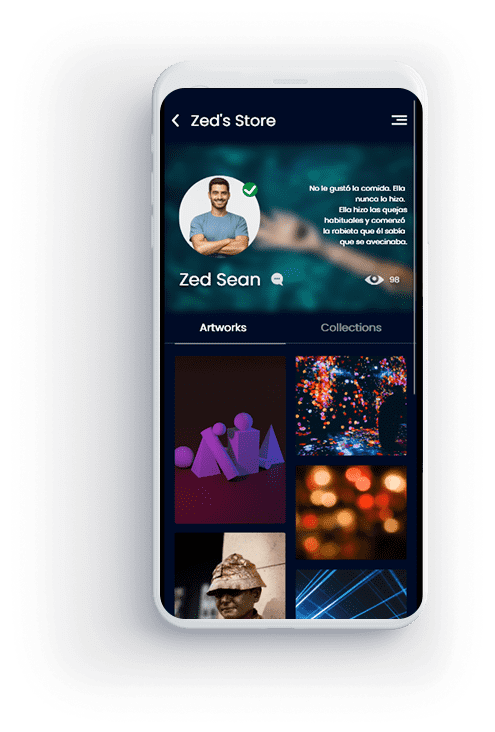 Zed's Store
No le gustó la comida. Ella
nunca lo hizo.
Ella hizo las quejas
habituales y comenzó
la rabieta que él sabía
que se avecinaba.
Zed Sean
98
Artworks
Collections